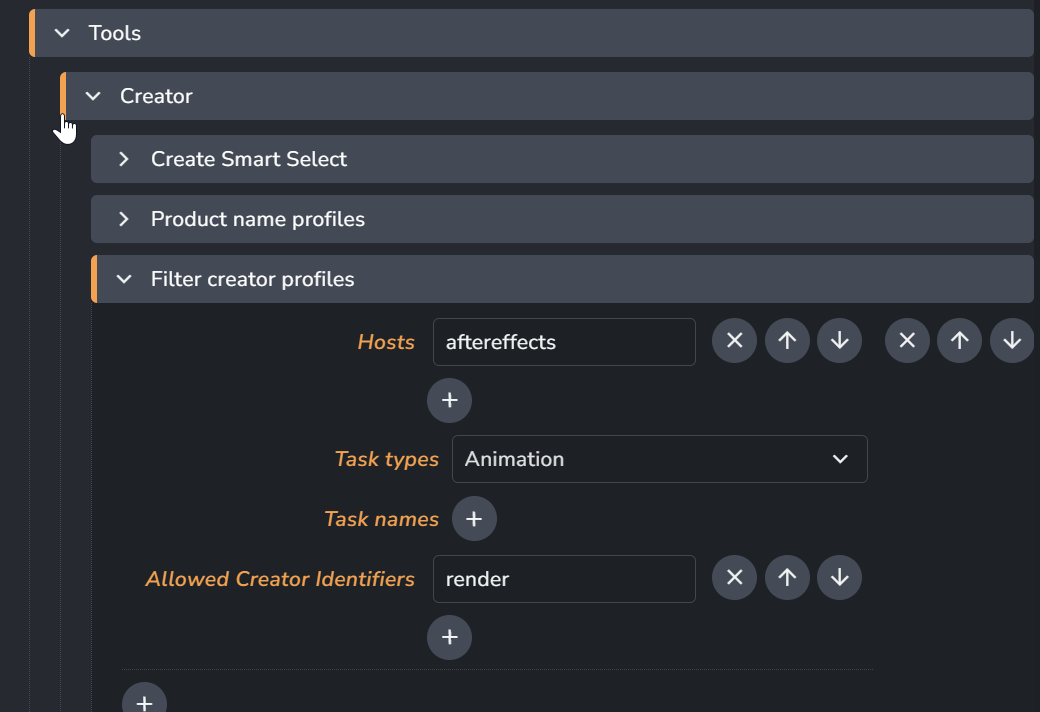 Tools
Creator
Create Smart Select
Product name profiles
Filter creator profiles
Hosts aftereffects
Task types Animation
Task names
Allowed Creator Identifiers render